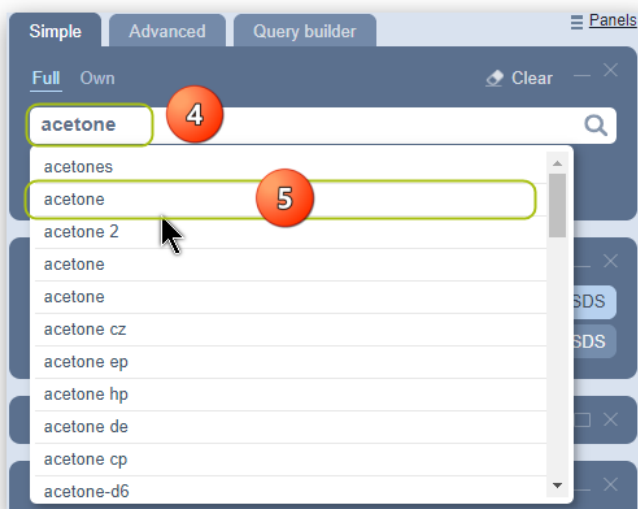 Simple Advanced Query builder Panels
Full Own Clear
acetone 4
acetones
acetone 5
acetone 2
acetone
acetone
SDS
acetone cz
SDS
acetone ep
acetone hp
acetone de
acetone cp
acetone-d6